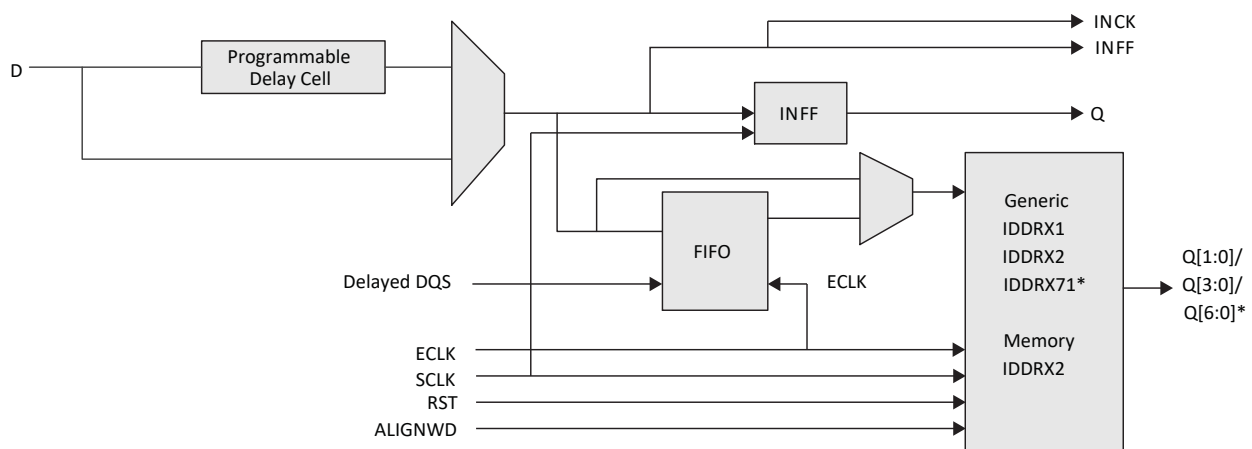 INCK
INFF
D
Programmable
Delay Cell
INFF
Q
Generic
IDDRX1
IDDRX2
IDDRX71*
Memory
IDDRX2
FIFO
Delayed DQS
ECLK
Q[1:0]/
Q[3:0]/
Q[6:0]*
ECLK
SCLK
RST
ALIGNWD